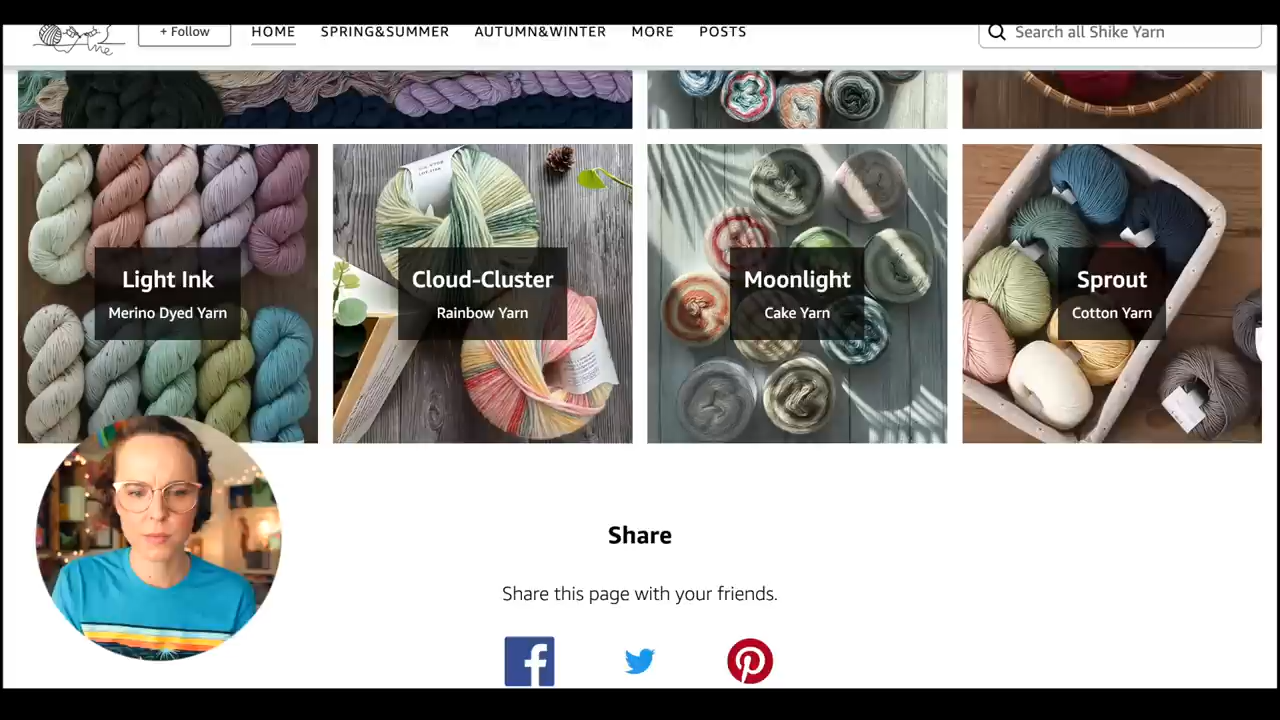 + Follow
HOME
SPRING&SUMMER
AUTUMN&WINTER
MORE
POSTS
Search all Shike Yarn
Light Ink
Merino Dyed Yarn
Cloud-Cluster
Rainbow Yarn
Moonlight
Cake Yarn
Sprout
Cotton Yarn
Share
Share this page with your friends.